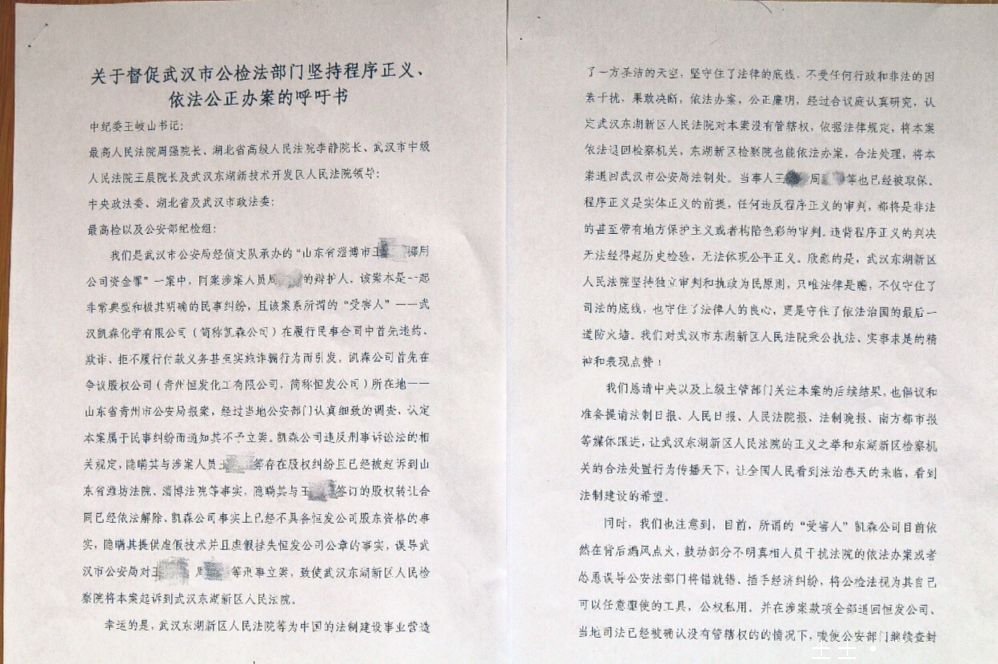 关于督促武汉市公检法部门坚持程序正义、
依法公正办案的呼吁书
中纪委王岐山书记：
最高人民法院周强院长、湖北省高级人民法院李静院长、武汉市中级
人民法院王晨院长及武汉东湖新技术开发区人民法院领导：
中央政法委、湖北省及武汉市政法委：
最高检以及公安部纪检组：
我们是武汉市公安局经侦支队承办的“山东省淄博市王 挪用
公司资金罪”一案中，同案涉案人员周 的辩护人。该案本是一起
非常典型和极其明确的民事纠纷，且该案系所谓的“受害人”——武
汉凯森化学有限公司（简称凯森公司）在履行民事合同中首先违约、
欺诈、拒不履行付款义务甚至实施诈骗行为而引发，凯森公司首先在
争议股权公司（青州恒发化工有限公司，简称恒发公司）所在地——
山东省青州市公安局报案，经过当地公安部门认真细致的调查，认定
本案属于民事纠纷而通知其不予立案。凯森公司违反刑事诉讼法的相
关规定，隐瞒其与涉案人员王 等存在股权纠纷且已经被起诉到山
东省潍坊法院、淄博法院等事实，隐瞒其与王 签订的股权转让合
同已经依法解除、凯森公司事实上已经不具备恒发公司股东资格的事
实，隐瞒其提供虚假技术并且虚假挂失恒发公司公章的事实，误导武
汉市公安局对王 周 等刑事立案，致使武汉东湖新区人民检
察院将本案起诉到武汉东湖新区人民法院。
幸运的是，武汉东湖新区人民法院等为中国的法制建设事业营造
了一方圣洁的天空，坚守住了法律的底线，不受任何行政和非法的因
素干扰，果敢决断，依法办案，公正廉明，经过合议庭认真研究，认
定武汉东湖新区人民法院对本案没有管辖权，依据法律规定，将本案
依法退回检察机关，东湖新区检察院也能依法办案，合法处理，将本
案退回武汉市公安局法制处。当事人王 周 等也已经被取保。
程序正义是实体正义的前提，任何违反程序正义的审判，都将是非法
的甚至带有地方保护主义或者构陷色彩的审判。违背程序正义的判决
无法经得起历史检验，无法体现公平正义。欣慰的是，武汉东湖新区
人民法院坚持独立审判和执政为民原则，只唯法律是赐，不仅守住了
司法的底线，也守住了法律人的良心，更是守住了依法治国的最后一
道防火墙。我们对武汉市东湖新区人民法院秉公执法、实事求是的精
神和表现点赞！
我们恳请中央以及上级主管部门关注本案的后续结果，也倡议和
准备提请法制日报、人民日报、人民法院报、法制晚报、南方都市报
等媒体跟进，让武汉东湖新区人民法院的正义之举和东湖新区检察机
关的合法处置行为传播天下，让全国人民看到法治春天的来临，看到
法制建设的希望。
同时，我们也注意到，目前，所谓的“受害人”凯森公司目前依
然在背后煽风点火，鼓动部分不明真相人员干扰法院的依法办案或者
怂恿误导公安法部门将错就错、插手经济纠纷，将公检法视为其自己
可以任意驱使的工具，公权私用。并在涉案款项全部退回恒发公司、
当地司法已经被确认没有管辖权的的情况下，唆使公安部门继续查封